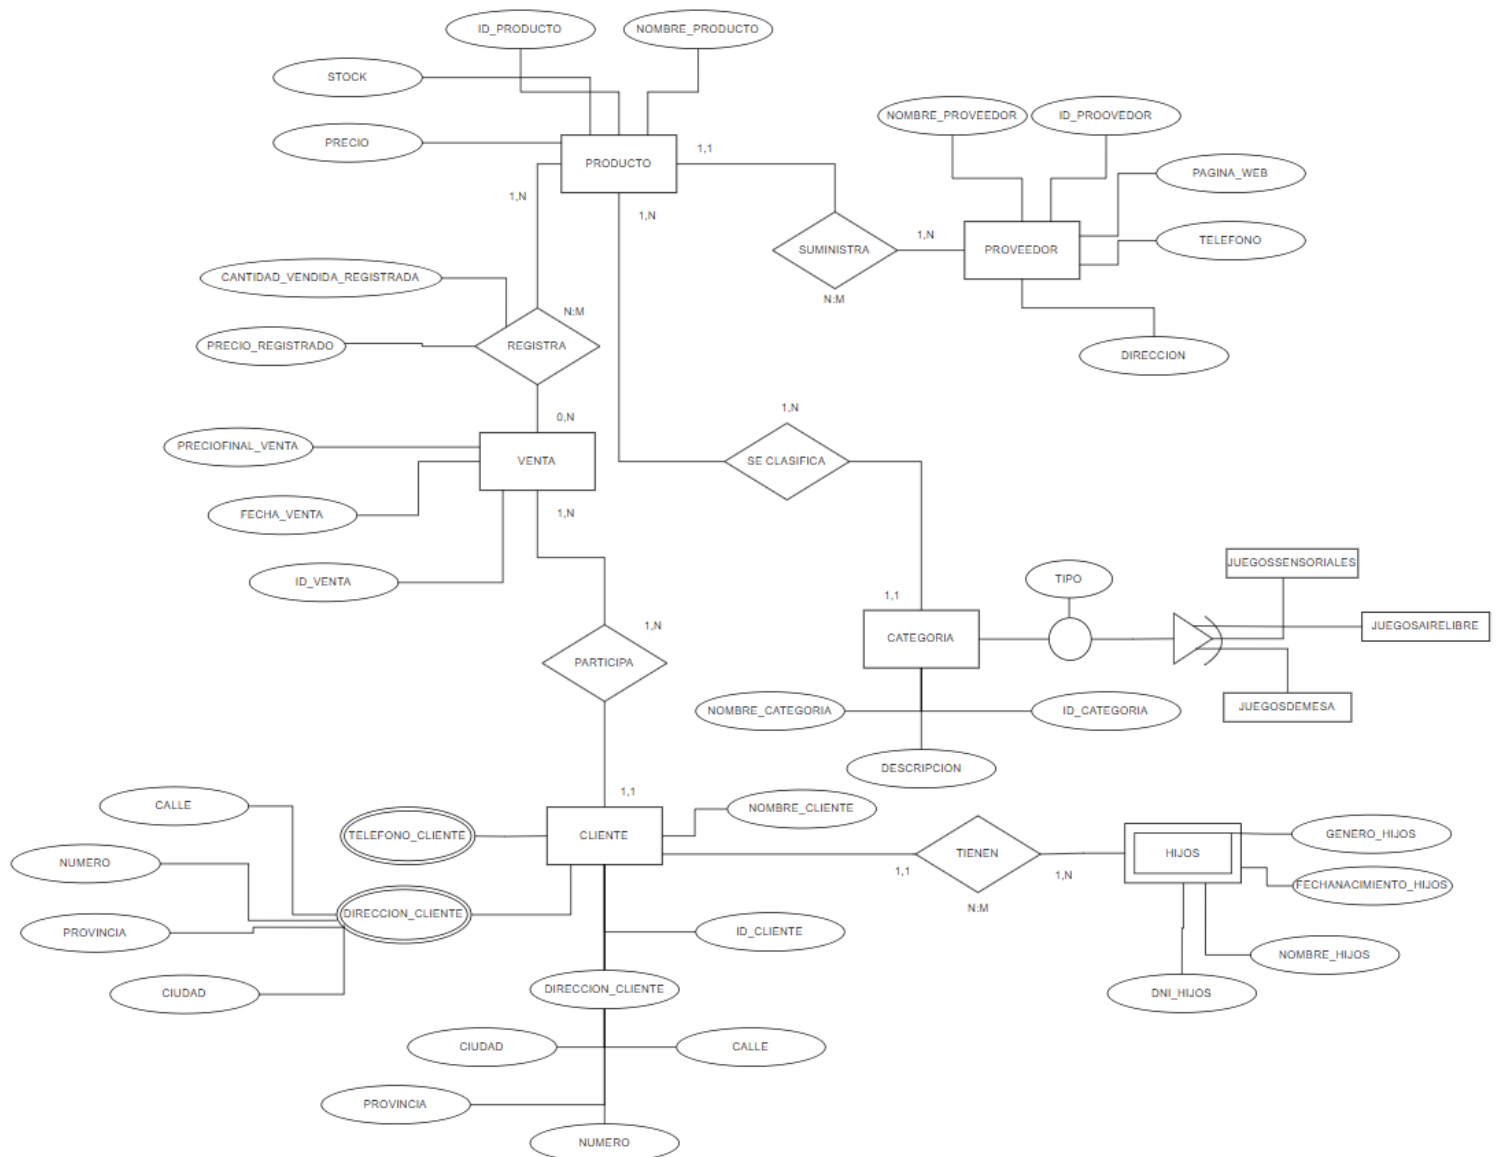 ID_PRODUCTO
NOMBRE_PRODUCTO
STOCK
PRECIO
PRODUCTO
1,1
NOMBRE_PROVEEDOR
ID_PROOVEDOR
PAGINA_WEB
1,N
1,N
SUMINISTRA
1,N
PROVEEDOR
TELEFONO
N:M
DIRECCION
CANTIDAD_VENDIDA_REGISTRADA
N:M
PRECIO_REGISTRADO
REGISTRA
0,N
1,N
PRECIOFINAL_VENTA
VENTA
SE CLASIFICA
FECHA_VENTA
1,N
ID_VENTA
JUEGOSSENSORIALES
TIPO
1,1
1,N
JUEGOSAIRELIBRE
CATEGORIA
PARTICIPA
NOMBRE_CATEGORIA
ID_CATEGORIA
JUEGOSDEMESA
DESCRIPCION
1,1
CALLE
NOMBRE_CLIENTE
TELEFONO_CLIENTE
CLIENTE
GENERO_HIJOS
NUMERO
TIENEN
HIJOS
1,1
1,N
FECHANACIMIENTO_HIJOS
N:M
DIRECCION_CLIENTE
PROVINCIA
ID_CLIENTE
NOMBRE_HIJOS
CIUDAD
DIRECCION_CLIENTE
DNI_HIJOS
CIUDAD
CALLE
PROVINCIA
NUMERO